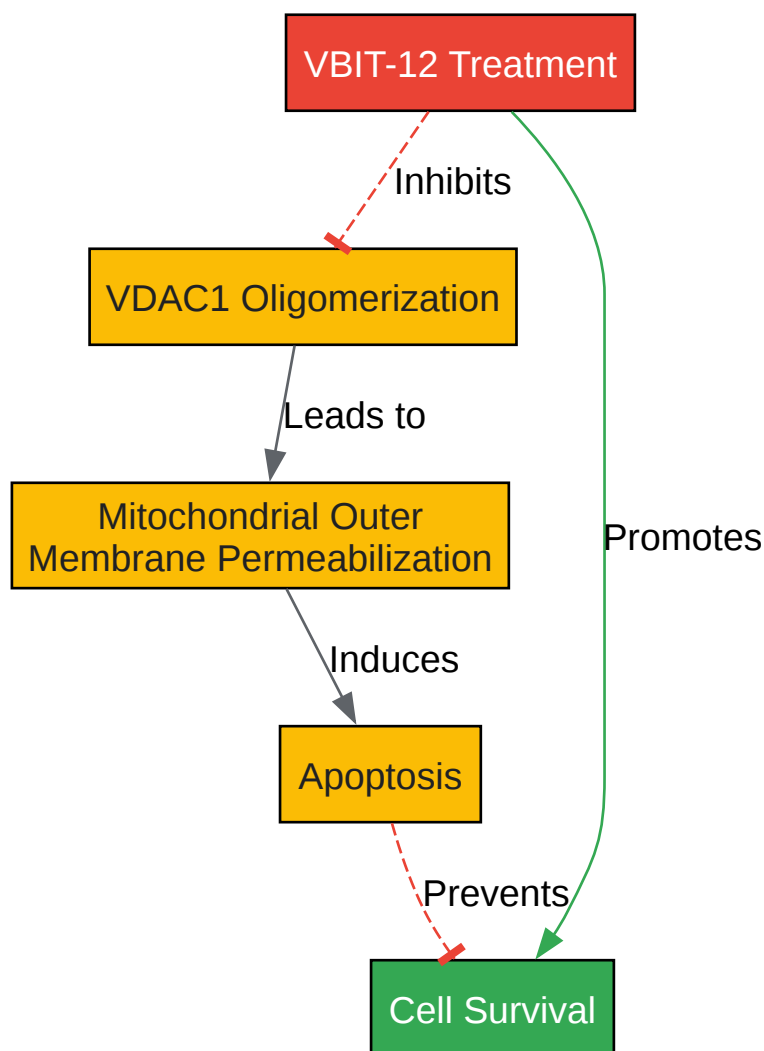 VBIT-12 Treatment
Inhibits
VDAC1 Oligomerization
Leads to
Mitochondrial Outer
Membrane Permeabilization
Promotes
Induces
Apoptosis
Prevents
Cell Survival